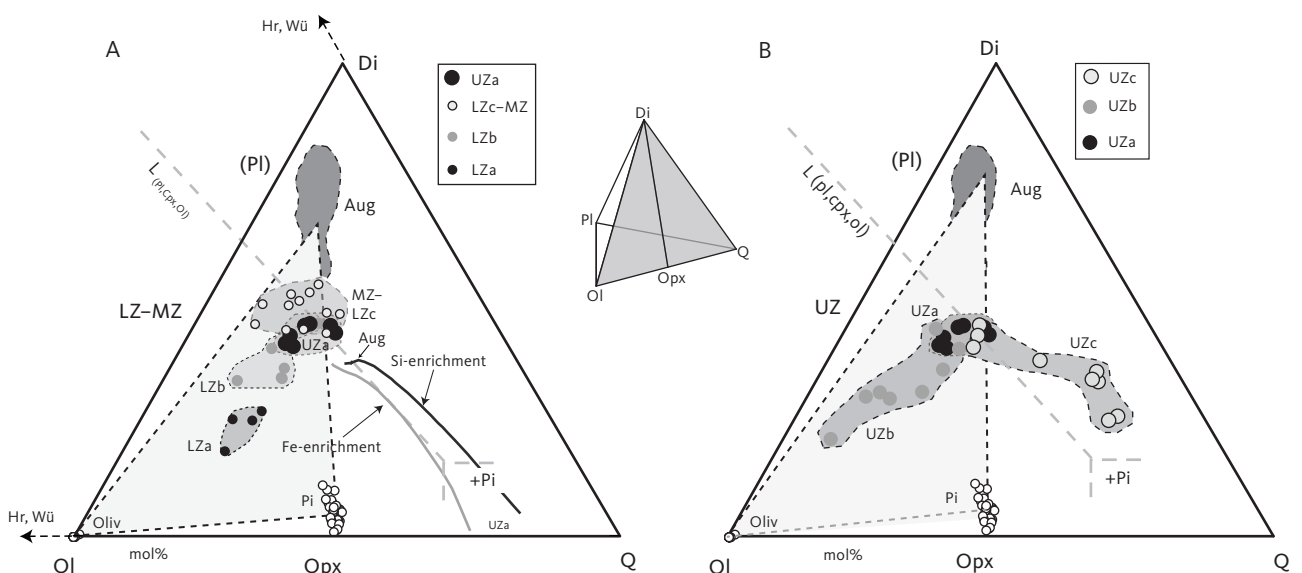 A
Hr, Wü
Di
UZa
LZc–MZ
LZb
LZa
(Pl)
L (Pl,Cpx,Ol)
Aug
LZ–MZ
MZ–
LZc
UZa
Aug
Si-enrichment
LZb
LZa
Fe-enrichment
+Pi
Pi
UZa
Hr, Wü
Oliv
mol%
Ol
Opx
Q
Di
Pl
Q
Opx
Ol
B
Di
UZc
UZb
UZa
(Pl)
L (pl,cpx,ol)
Aug
UZ
UZa
UZc
UZb
+Pi
Pi
Oliv
mol%
Ol
Opx
Q